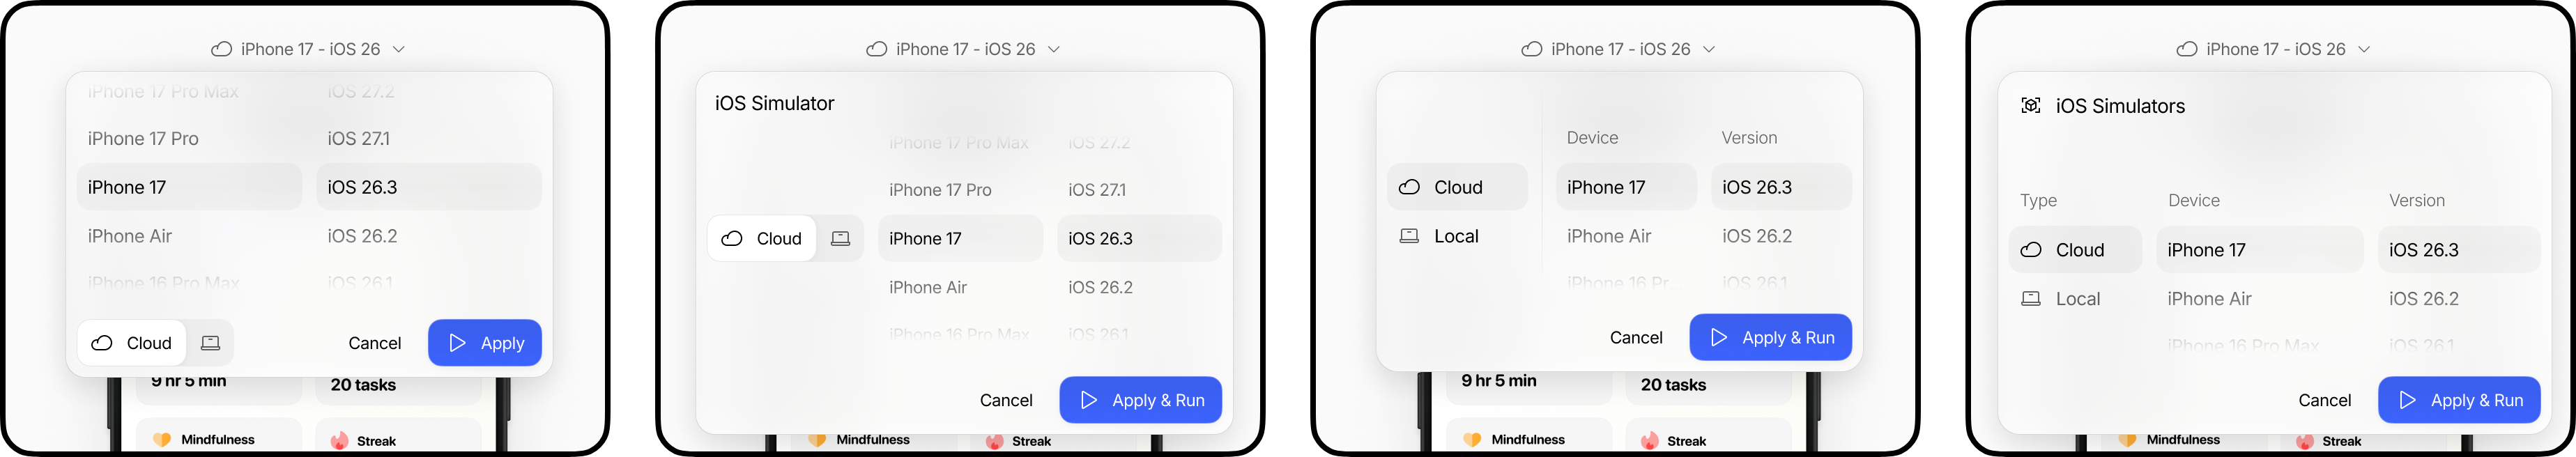 iPhone 17 - iOS 26
iPhone 17 Pro Max iOS 27.2
iPhone 17 Pro iOS 27.1
iPhone 17 iOS 26.3
iPhone Air iOS 26.2
iPhone 16 Pro Max iOS 26.1
Cloud Cancel Apply
9 hr 5 min 20 tasks
Mindfulness Streak
iPhone 17 - iOS 26
iOS Simulator
iPhone 17 Pro Max iOS 27.2
iPhone 17 Pro iOS 27.1
Cloud iPhone 17 iOS 26.3
iPhone Air iOS 26.2
iPhone 16 Pro Max iOS 26.1
Cancel Apply & Run
Mindfulness Streak
iPhone 17 - iOS 26
Device Version
Cloud iPhone 17 iOS 26.3
Local iPhone Air iOS 26.2
iPhone 16 Pr iOS 26.1
Cancel Apply & Run
9 hr 5 min 20 tasks
Mindfulness Streak
iPhone 17 - iOS 26
iOS Simulators
Type Device Version
Cloud iPhone 17 iOS 26.3
Local iPhone Air iOS 26.2
iPhone 16 Pro Max iOS 26.1
Cancel Apply & Run
Mindfulness Streak